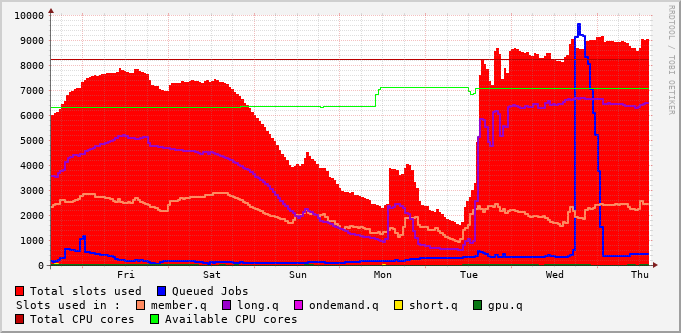 10000
9000
8000
7000
6000
5000
4000
3000
2000
1000
0
Fri Sat Sun Mon Tue Wed Thu
RRDTOOL / TOBI OETIKER
Total slots used Queued Jobs
Slots used in : member.q long.q ondemand.q short.q gpu.q
Total CPU cores Available CPU cores